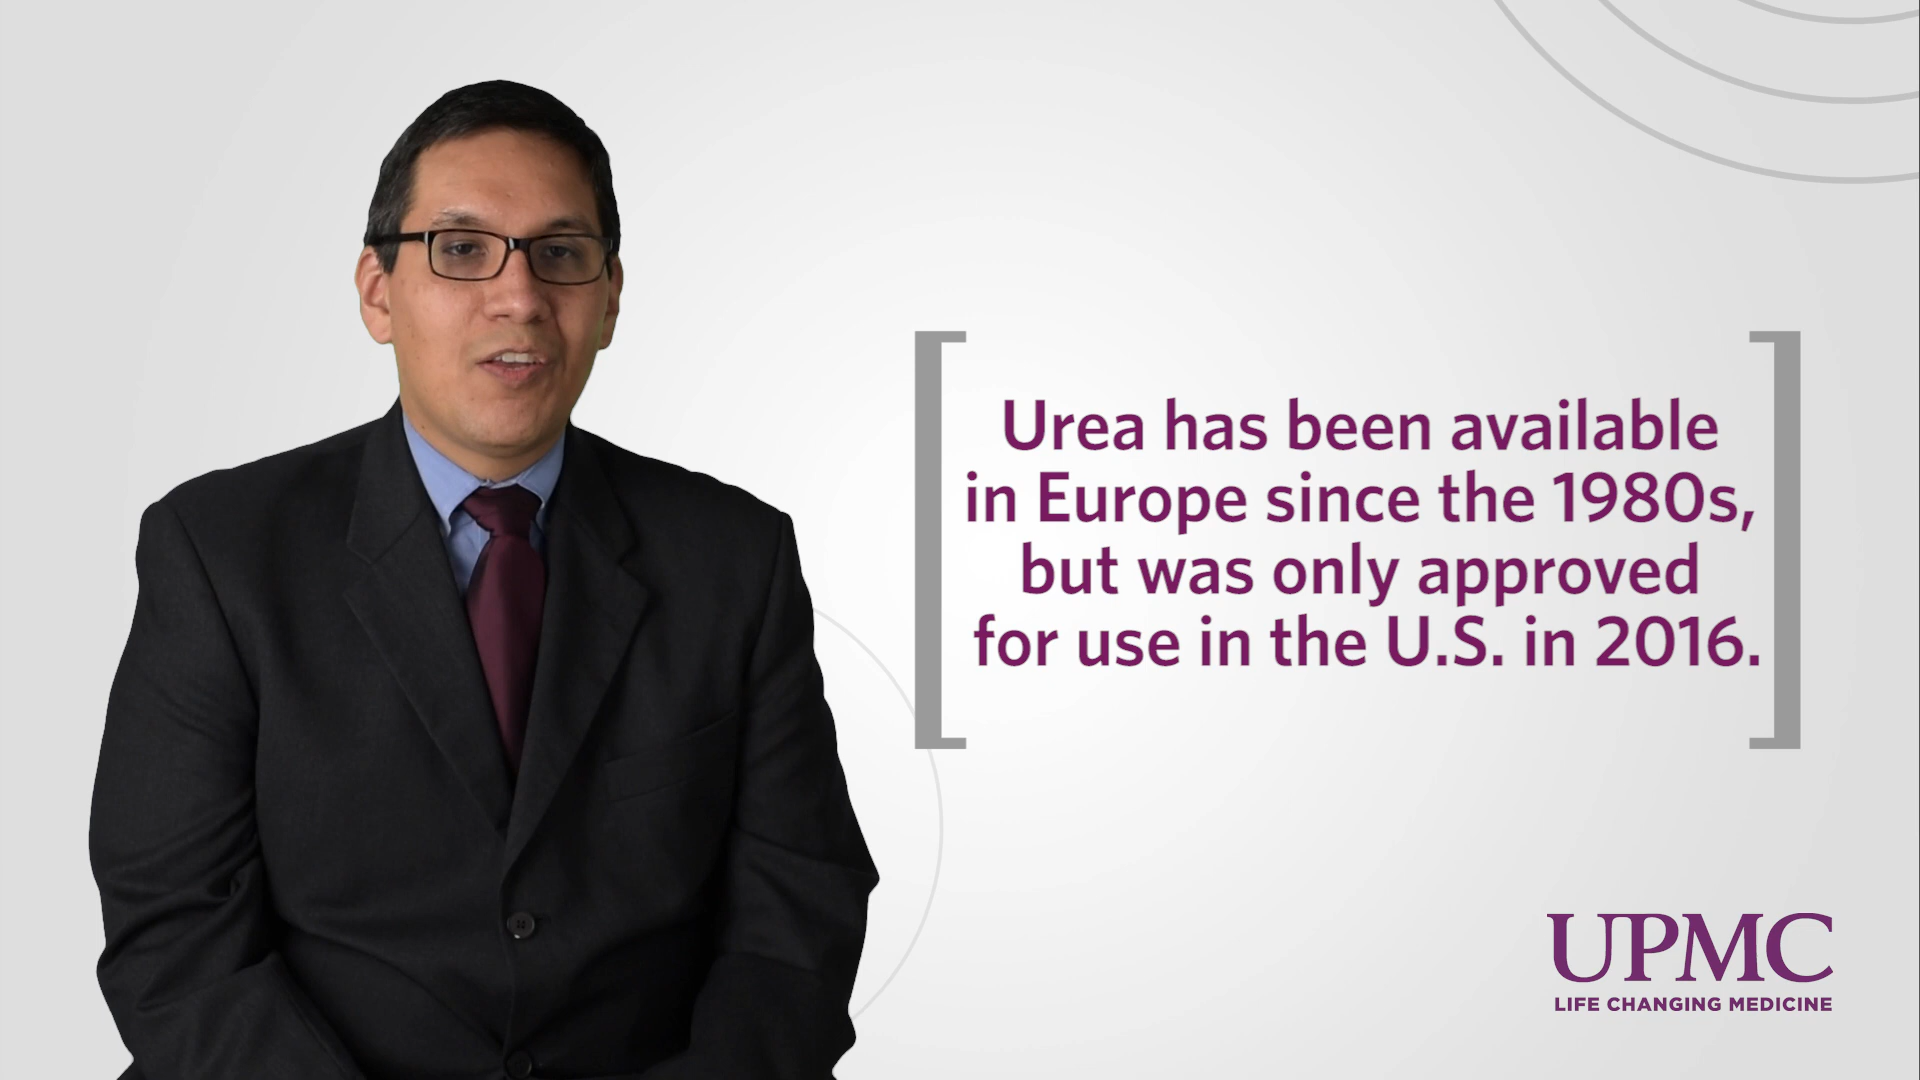 Urea has been available
in Europe since the 1980s,
but was only approved
for use in the U.S. in 2016.
UPMC
LIFE CHANGING MEDICINE